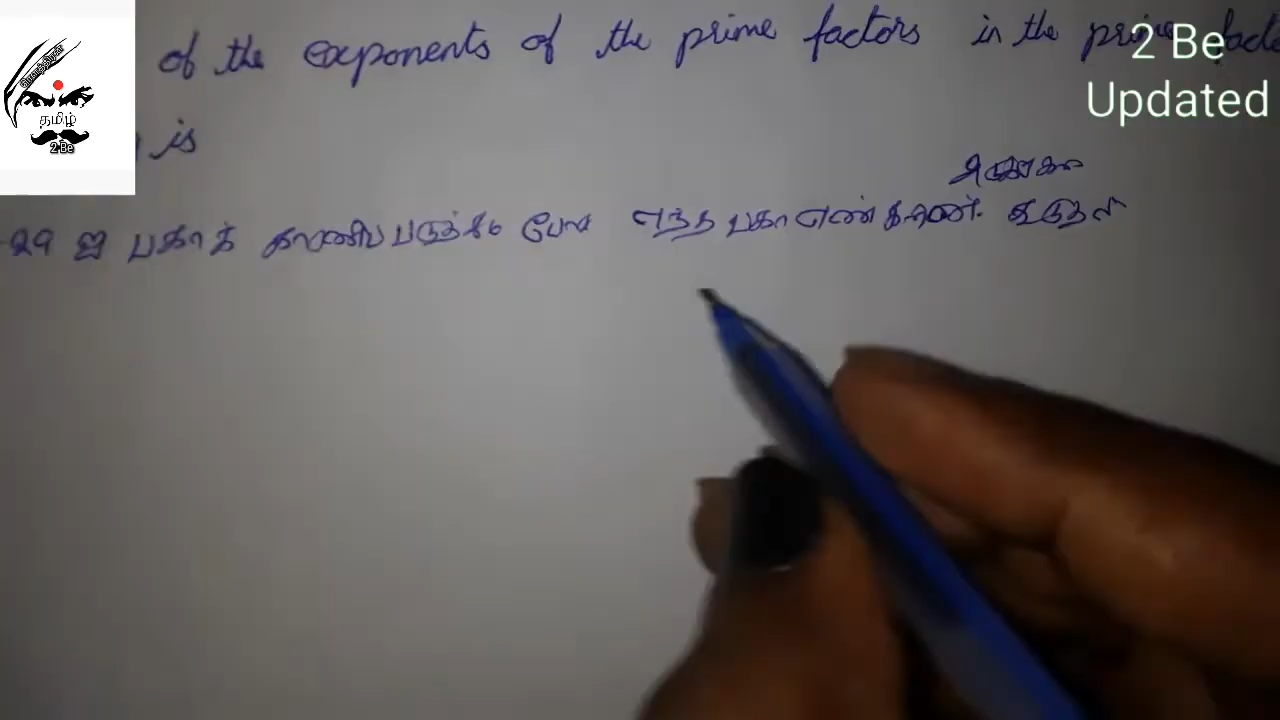 of the exponents of the prime factors in the prime
is
29 ஐ பகாக் காரணிப்படுத்தும் போது எந்த பகா எண்களின் கூடுதல்
2 Be
Updated
தமிழ்
2 Be